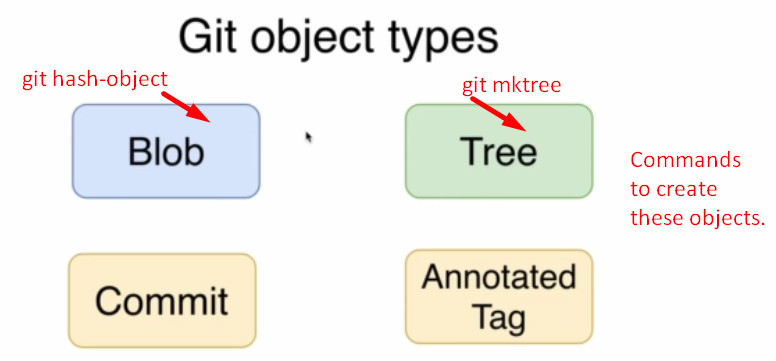 Git object types
git hash-object
git mktree
Blob
Tree
Commands
to create
these objects.
Commit
Annotated
Tag